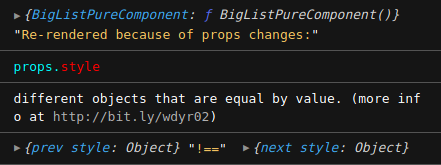 ▶{BigListPureComponent: ƒ BigListPureComponent()}
"Re-rendered because of props changes:"
props.style
different objects that are equal by value. (more inf
o at http://bit.ly/wdyr02)
▶{prev style: Object} "!==" ▶{next style: Object}